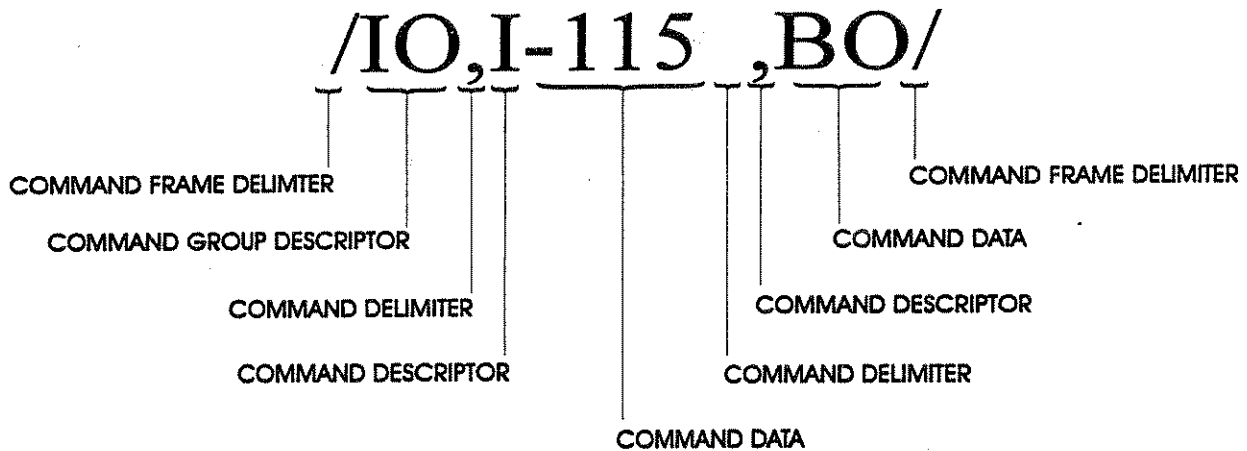 /IO,I-115 ,BO/
COMMAND FRAME DELIMTER
COMMAND FRAME DELIMITER
COMMAND GROUP DESCRIPTOR
COMMAND DATA
COMMAND DELIMITER
COMMAND DESCRIPTOR
COMMAND DESCRIPTOR
COMMAND DELIMITER
COMMAND DATA